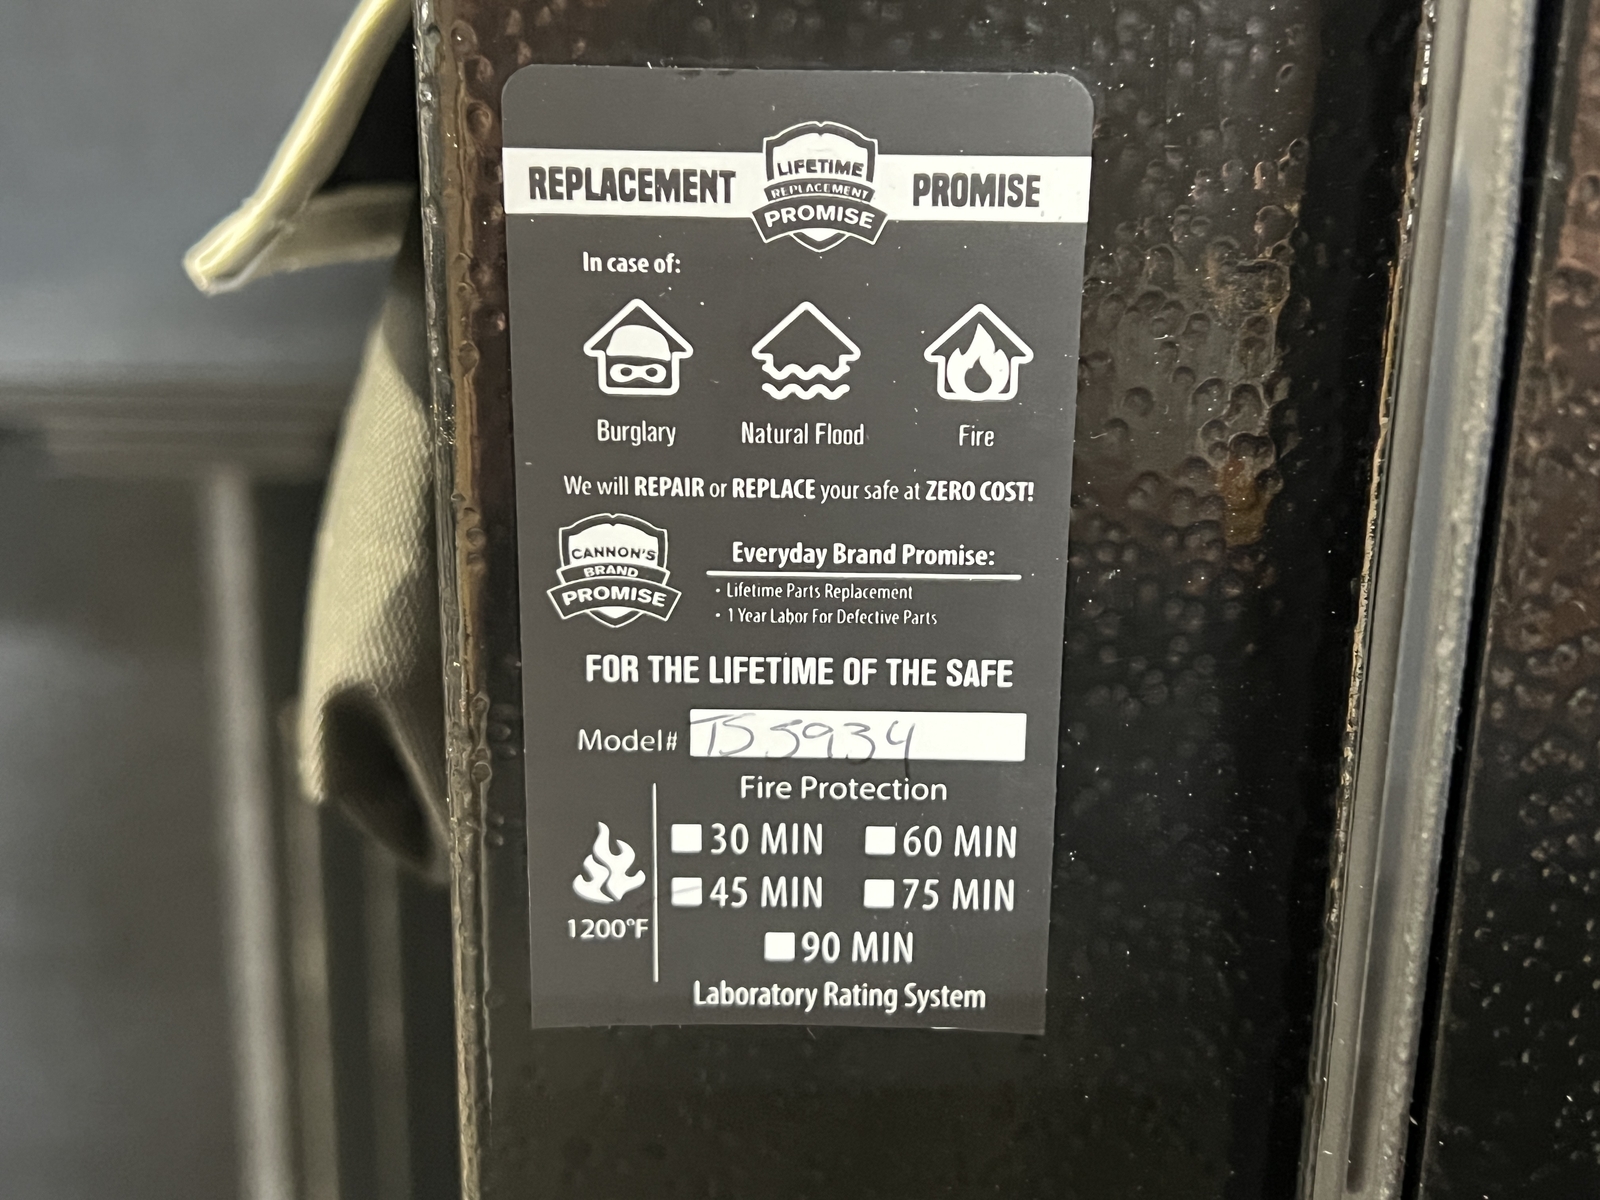 REPLACEMENT LIFETIME REPLACEMENT PROMISE PROMISE
In case of:
Burglary Natural Flood Fire
We will REPAIR or REPLACE your safe at ZERO COST!
CANNON'S BRAND PROMISE
Everyday Brand Promise:
· Lifetime Parts Replacement
· 1 Year Labor For Defective Parts
FOR THE LIFETIME OF THE SAFE
Model# TS5934
Fire Protection
30 MIN 60 MIN
45 MIN 75 MIN
1200°F
90 MIN
Laboratory Rating System